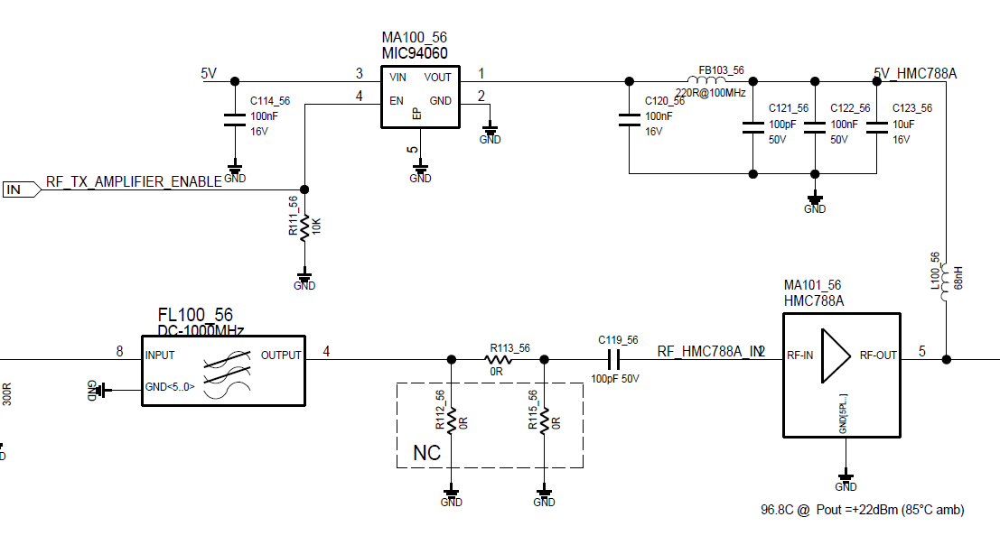 MA100_56
MIC94060
5V
3
VIN
VOUT
1
4
EN
GND
2
EP
5
GND
GND
C114_56
100nF
16V
GND
FB103_56
220R@100MHz
5V_HMC788A
C120_56
100nF
16V
C121_56
100pF
50V
C122_56
100nF
50V
C123_56
10uF
16V
GND
IN
RF_TX_AMPLIFIER_ENABLE
R111_56
10K
GND
L100_56
68nH
MA101_56
HMC788A
FL100_56
DC-1000MHz
8
INPUT
OUTPUT
4
GND<5..0>
GND
300R
D
R113_56
0R
C119_56
100pF 50V
RF_HMC788A_IN
2
RF-IN
RF-OUT
5
GND[5PL..]
GND
R112_56
0R
R115_56
0R
NC
GND
GND
96.8C @ Pout =+22dBm (85°C amb)